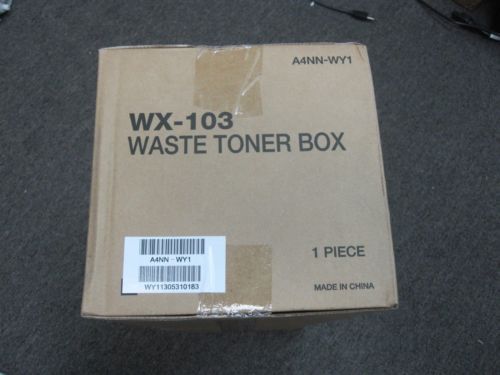 A4NN-WY1
WX-103
WASTE TONER BOX
A4NN-WY1
WY11305310183
1 PIECE
MADE IN CHINA